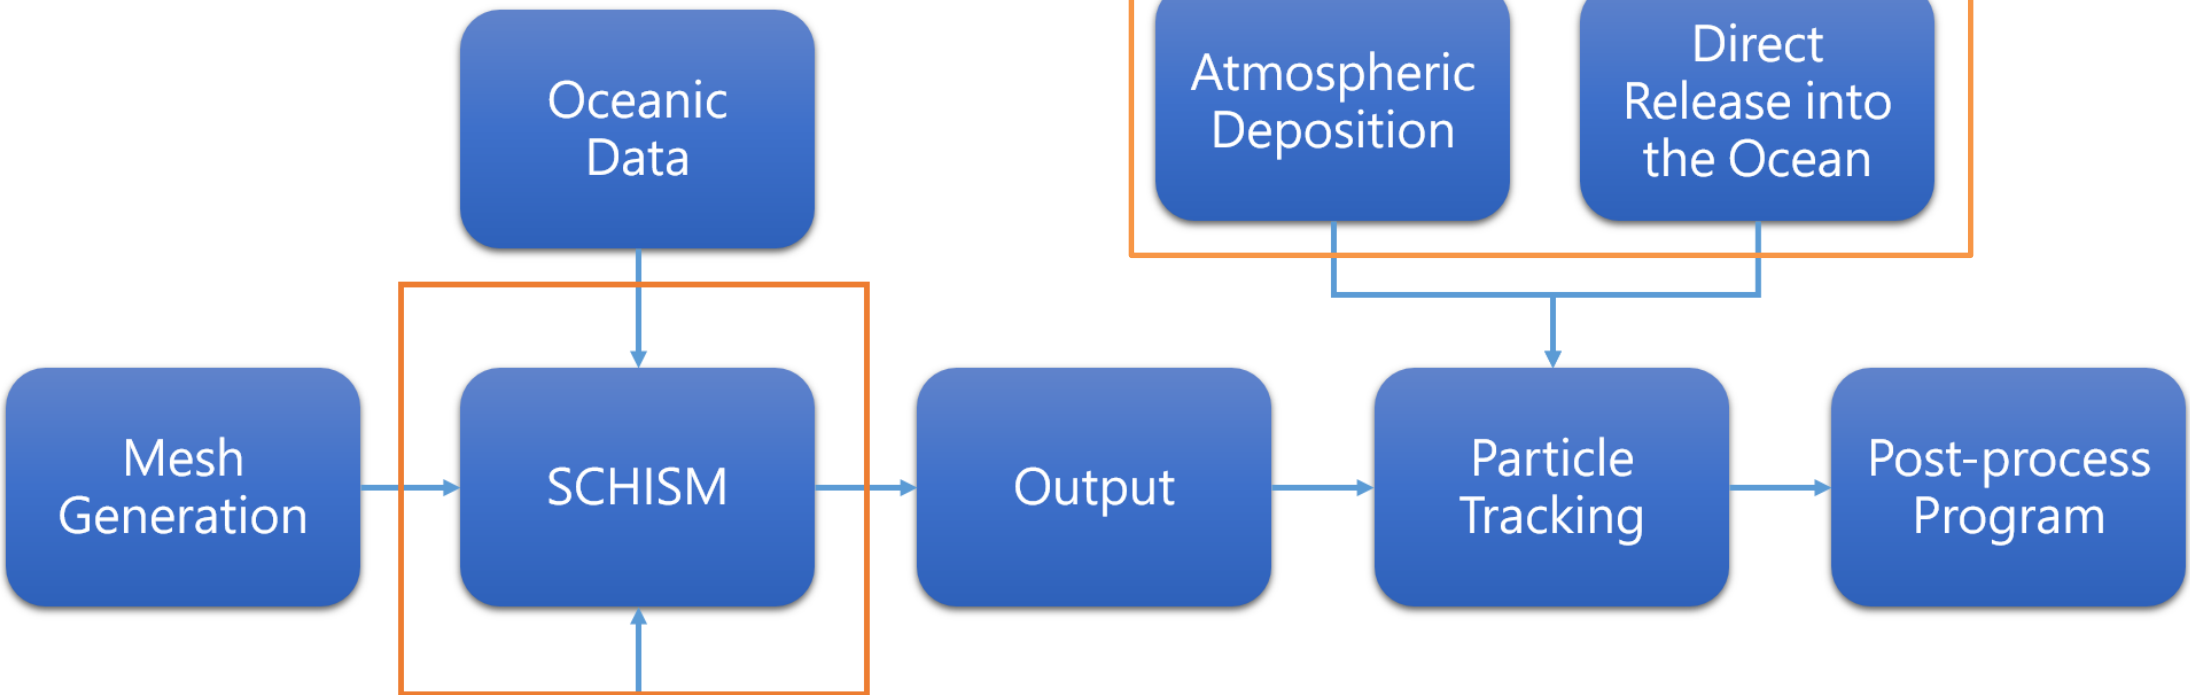 Oceanic
Data
Atmospheric
Deposition
Direct
Release into
the Ocean
Mesh
Generation
SCHISM
Output
Particle
Tracking
Post-process
Program